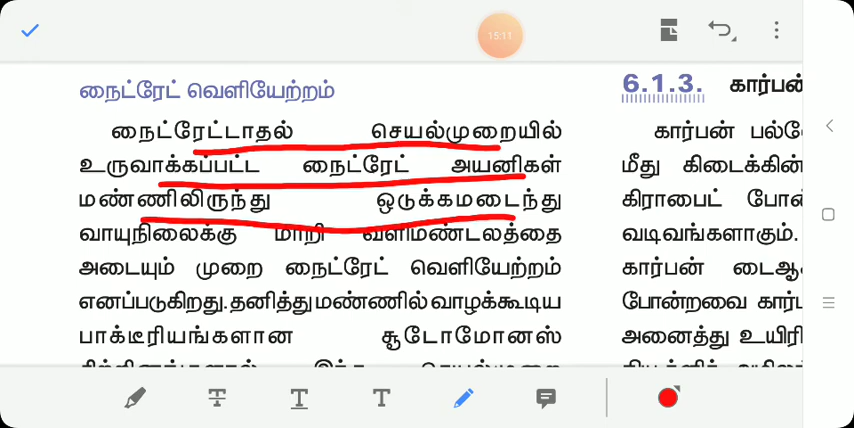 15:11
நைட்ரேட் வெளியேற்றம்
நைட்ரேட்டாதல் செயல்முறையில்
உருவாக்கப்பட்ட நைட்ரேட் அயனிகள்
மண்ணிலிருந்து ஒடுக்கமடைந்து
வாயுநிலைக்கு மாறி வளிமண்டலத்தை
அடையும் முறை நைட்ரேட் வெளியேற்றம்
எனப்படுகிறது. தனித்து மண்ணில் வாழக்கூடிய
பாக்டீரியங்களான சூடோமோனஸ்
6.1.3. கார்பன்
கார்பன்
மீது
கிராபைட்
வடிவங்களாகும்.
கார்பன்
போன்றவை
அனைத்து